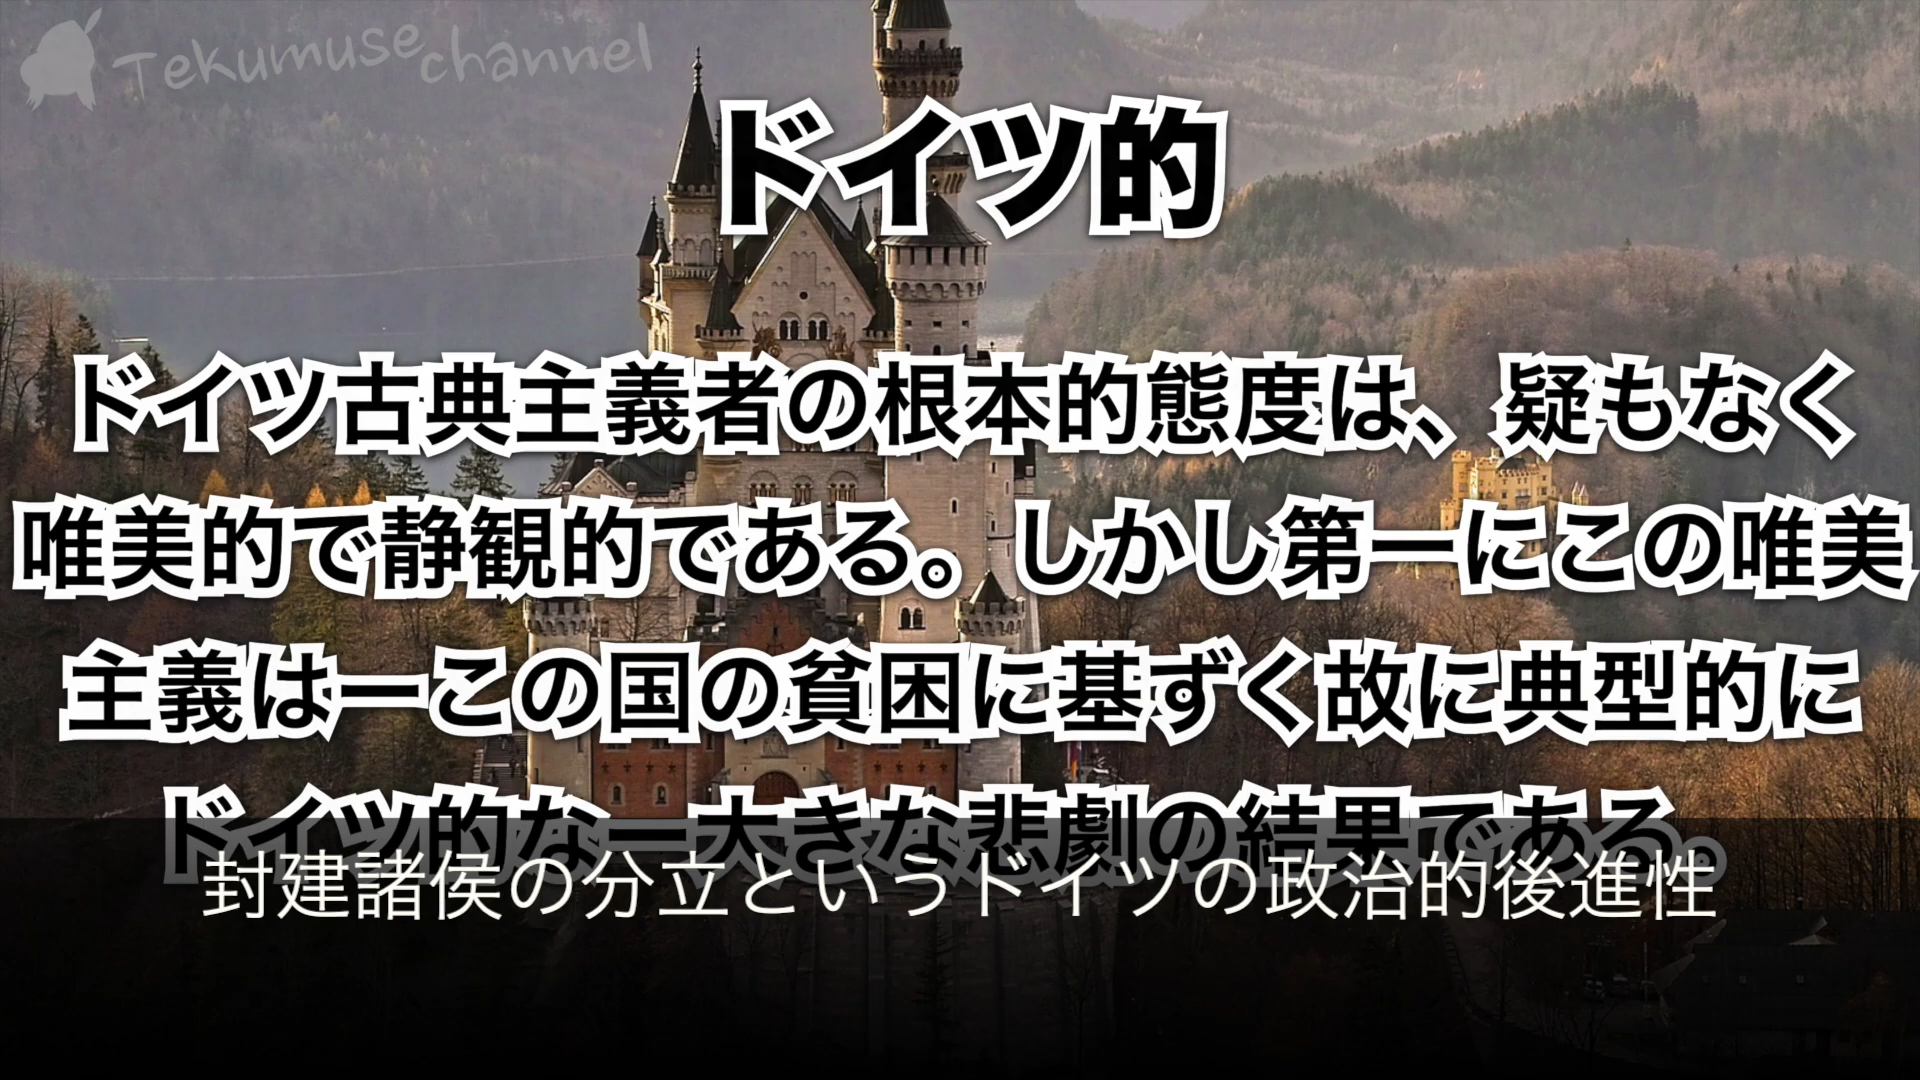 Tekumuse channel
ドイツ的
ドイツ古典主義者の根本的態度は、疑もなく
唯美的で静観的である。しかし第一にこの唯美
主義は—この国の貧困に基ずく故に典型的に
ドイツ的な—大きな悲劇の結果である。
封建諸侯の分立というドイツの政治的後進性